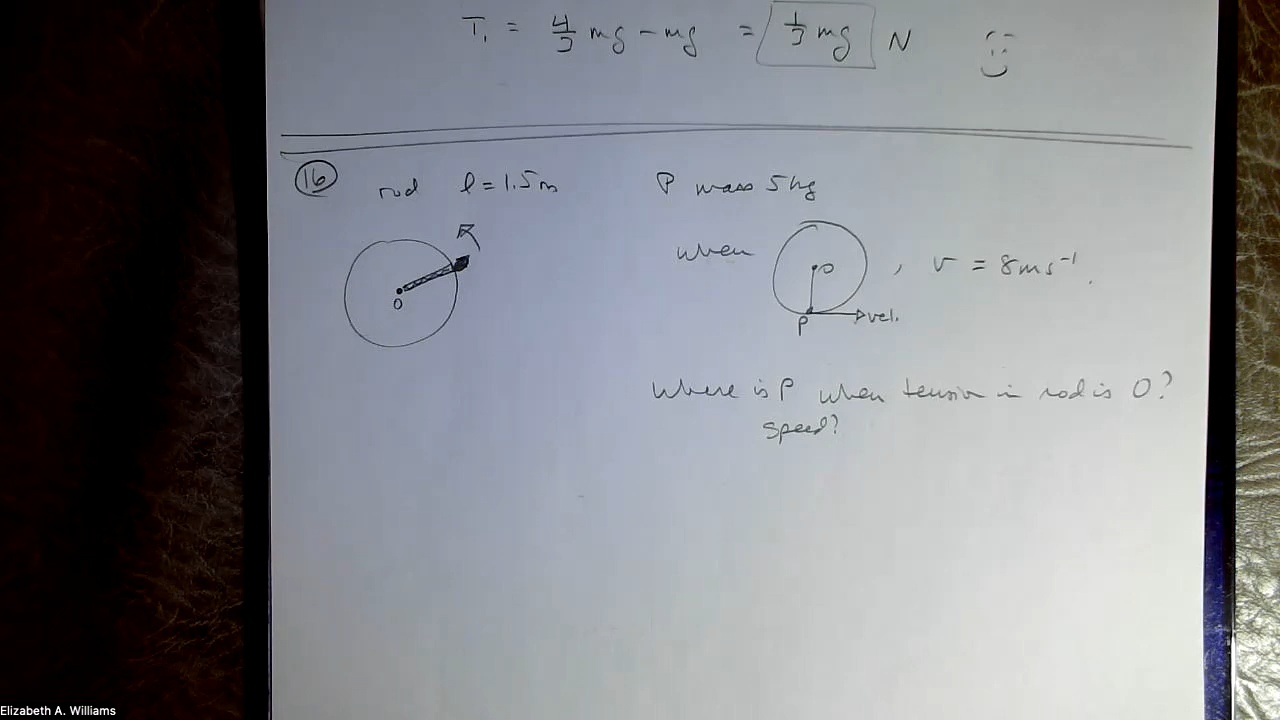 T₁ = 4/3 mg - mg = 1/3 mg N
16 rod l = 1.5m P mass 5kg
when O P vel. , v = 8ms⁻¹.
O
Where is P when tension in rod is 0?
speed?
Elizabeth A. Williams